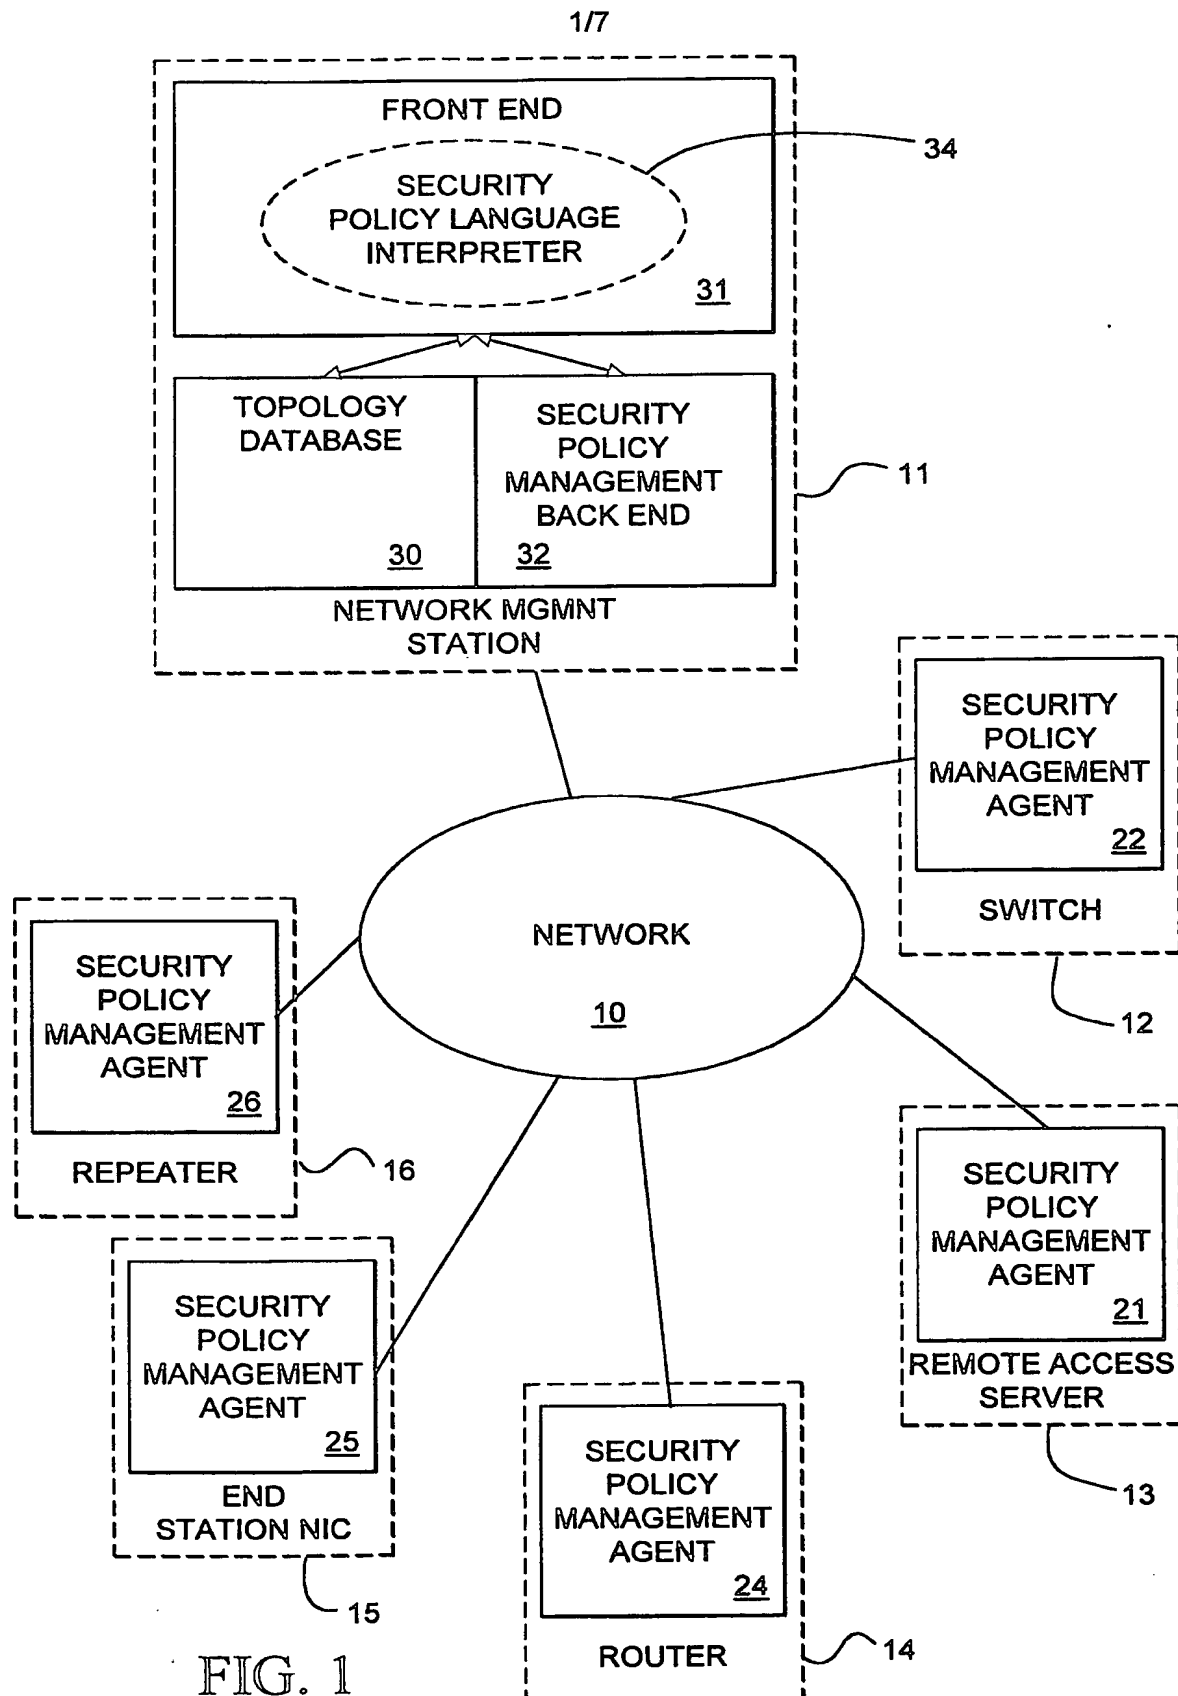 1/7
FRONT END
34
SECURITY
POLICY LANGUAGE
INTERPRETER
31
TOPOLOGY
DATABASE
30
SECURITY
POLICY
MANAGEMENT
BACK END
32
11
NETWORK MGMNT
STATION
SECURITY
POLICY
MANAGEMENT
AGENT
22
SWITCH
12
NETWORK
10
SECURITY
POLICY
MANAGEMENT
AGENT
26
REPEATER
16
SECURITY
POLICY
MANAGEMENT
AGENT
21
REMOTE ACCESS
SERVER
13
SECURITY
POLICY
MANAGEMENT
AGENT
25
END
STATION NIC
15
SECURITY
POLICY
MANAGEMENT
AGENT
24
ROUTER
14
FIG. 1